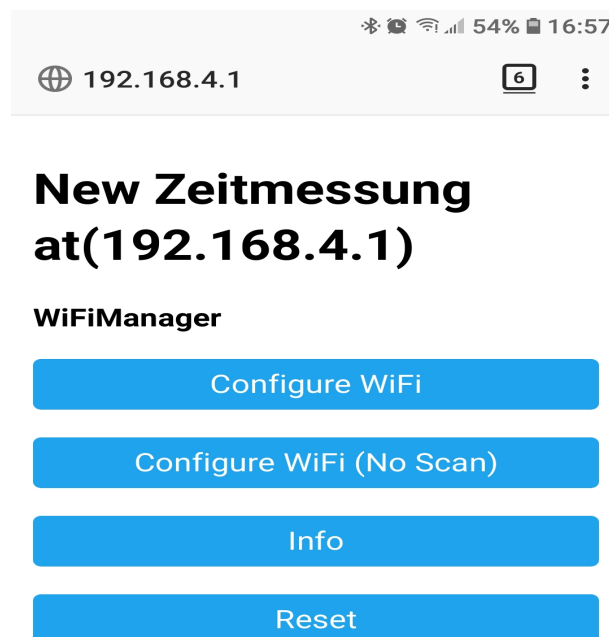 54% 16:57
192.168.4.1 6
New Zeitmessung
at(192.168.4.1)
WiFiManager
Configure WiFi
Configure WiFi (No Scan)
Info
Reset